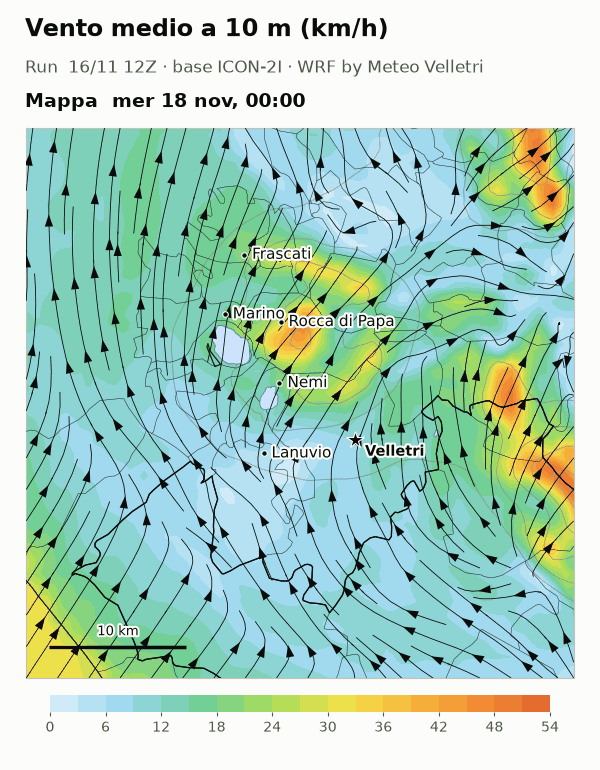 Vento medio a 10 m (km/h)
Run  16/11 12Z · base ICON-2I · WRF by Meteo Velletri
Mappa  mer 18 nov, 00:00
Frascati
Marino
Rocca di Papa
Nemi
Velletri
Lanuvio
10 km
0 6 12 18 24 30 36 42 48 54